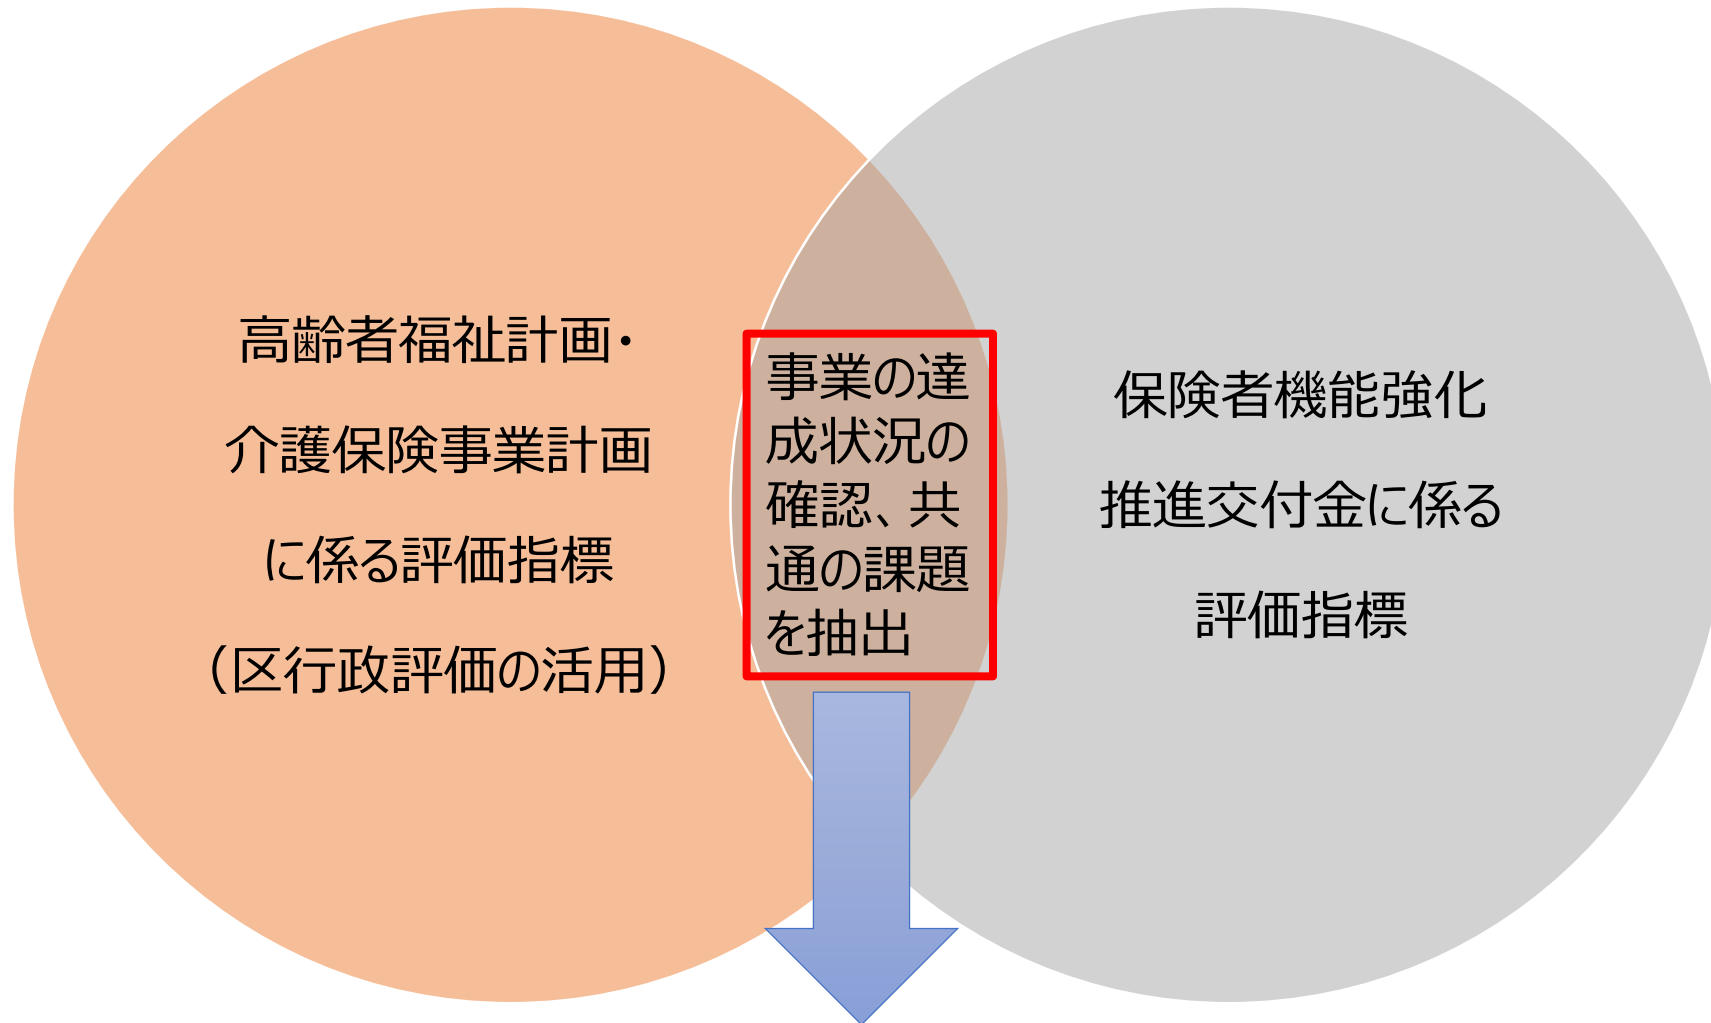 高齢者福祉計画・
介護保険事業計画
に係る評価指標
（区行政評価の活用）
事業の達
成状況の
確認、共
通の課題
を抽出
保険者機能強化
推進交付金に係る
評価指標